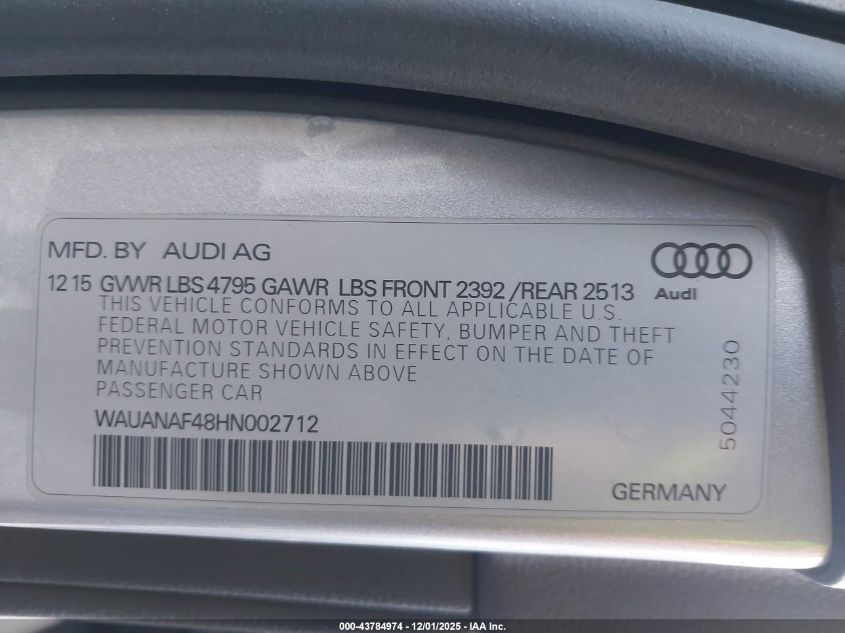 MFD. BY AUDI AG
12 15 GVWR LBS 4795 GAWR LBS FRONT 2392 /REAR 2513
Audi
THIS VEHICLE CONFORMS TO ALL APPLICABLE U.S.
FEDERAL MOTOR VEHICLE SAFETY, BUMPER AND THEFT
PREVENTION STANDARDS IN EFFECT ON THE DATE OF
MANUFACTURE SHOWN ABOVE
PASSENGER CAR
WAUANAF48HN002712
5044230
GERMANY
000-43784974 - 12/01/2025 - IAA Inc.